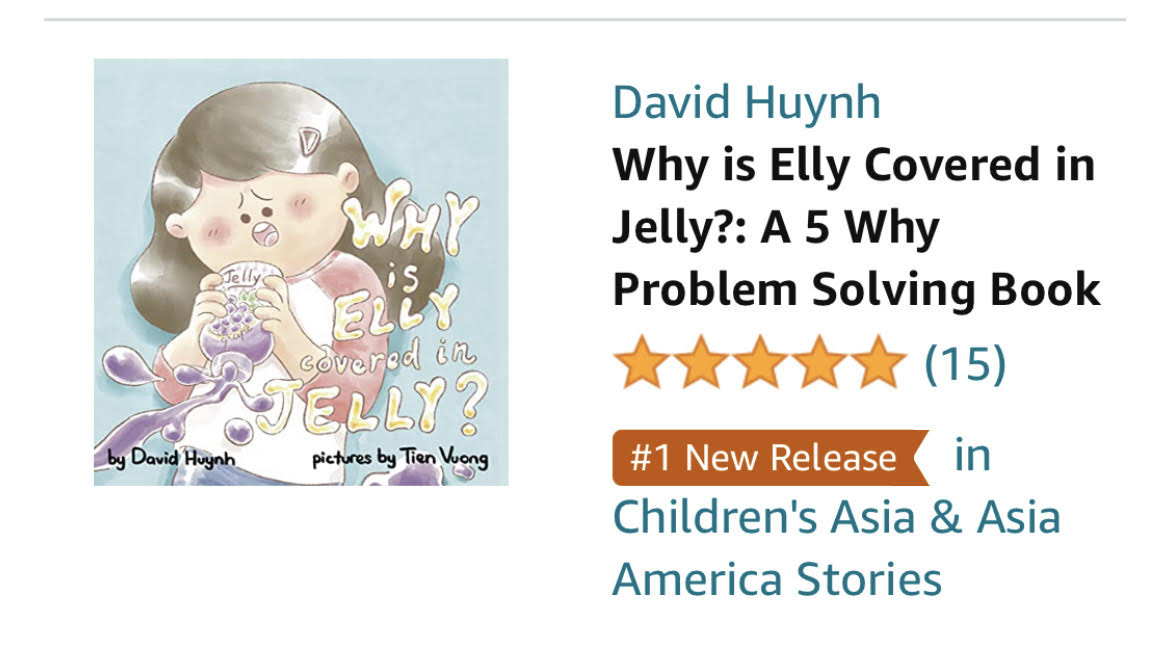 Jelly
grape
WHY
is
ELLY
covered in
JELLY?
by David Huynh
pictures by Tien Vuong
David Huynh
Why is Elly Covered in
Jelly?: A 5 Why
Problem Solving Book
(15)
#1 New Release in
Children's Asia & Asia
America Stories